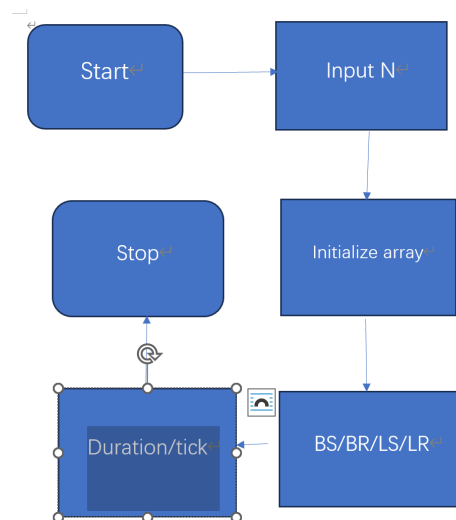 Start
Input N
Initialize array
Stop
BS/BR/LS/LR
Duration/tick